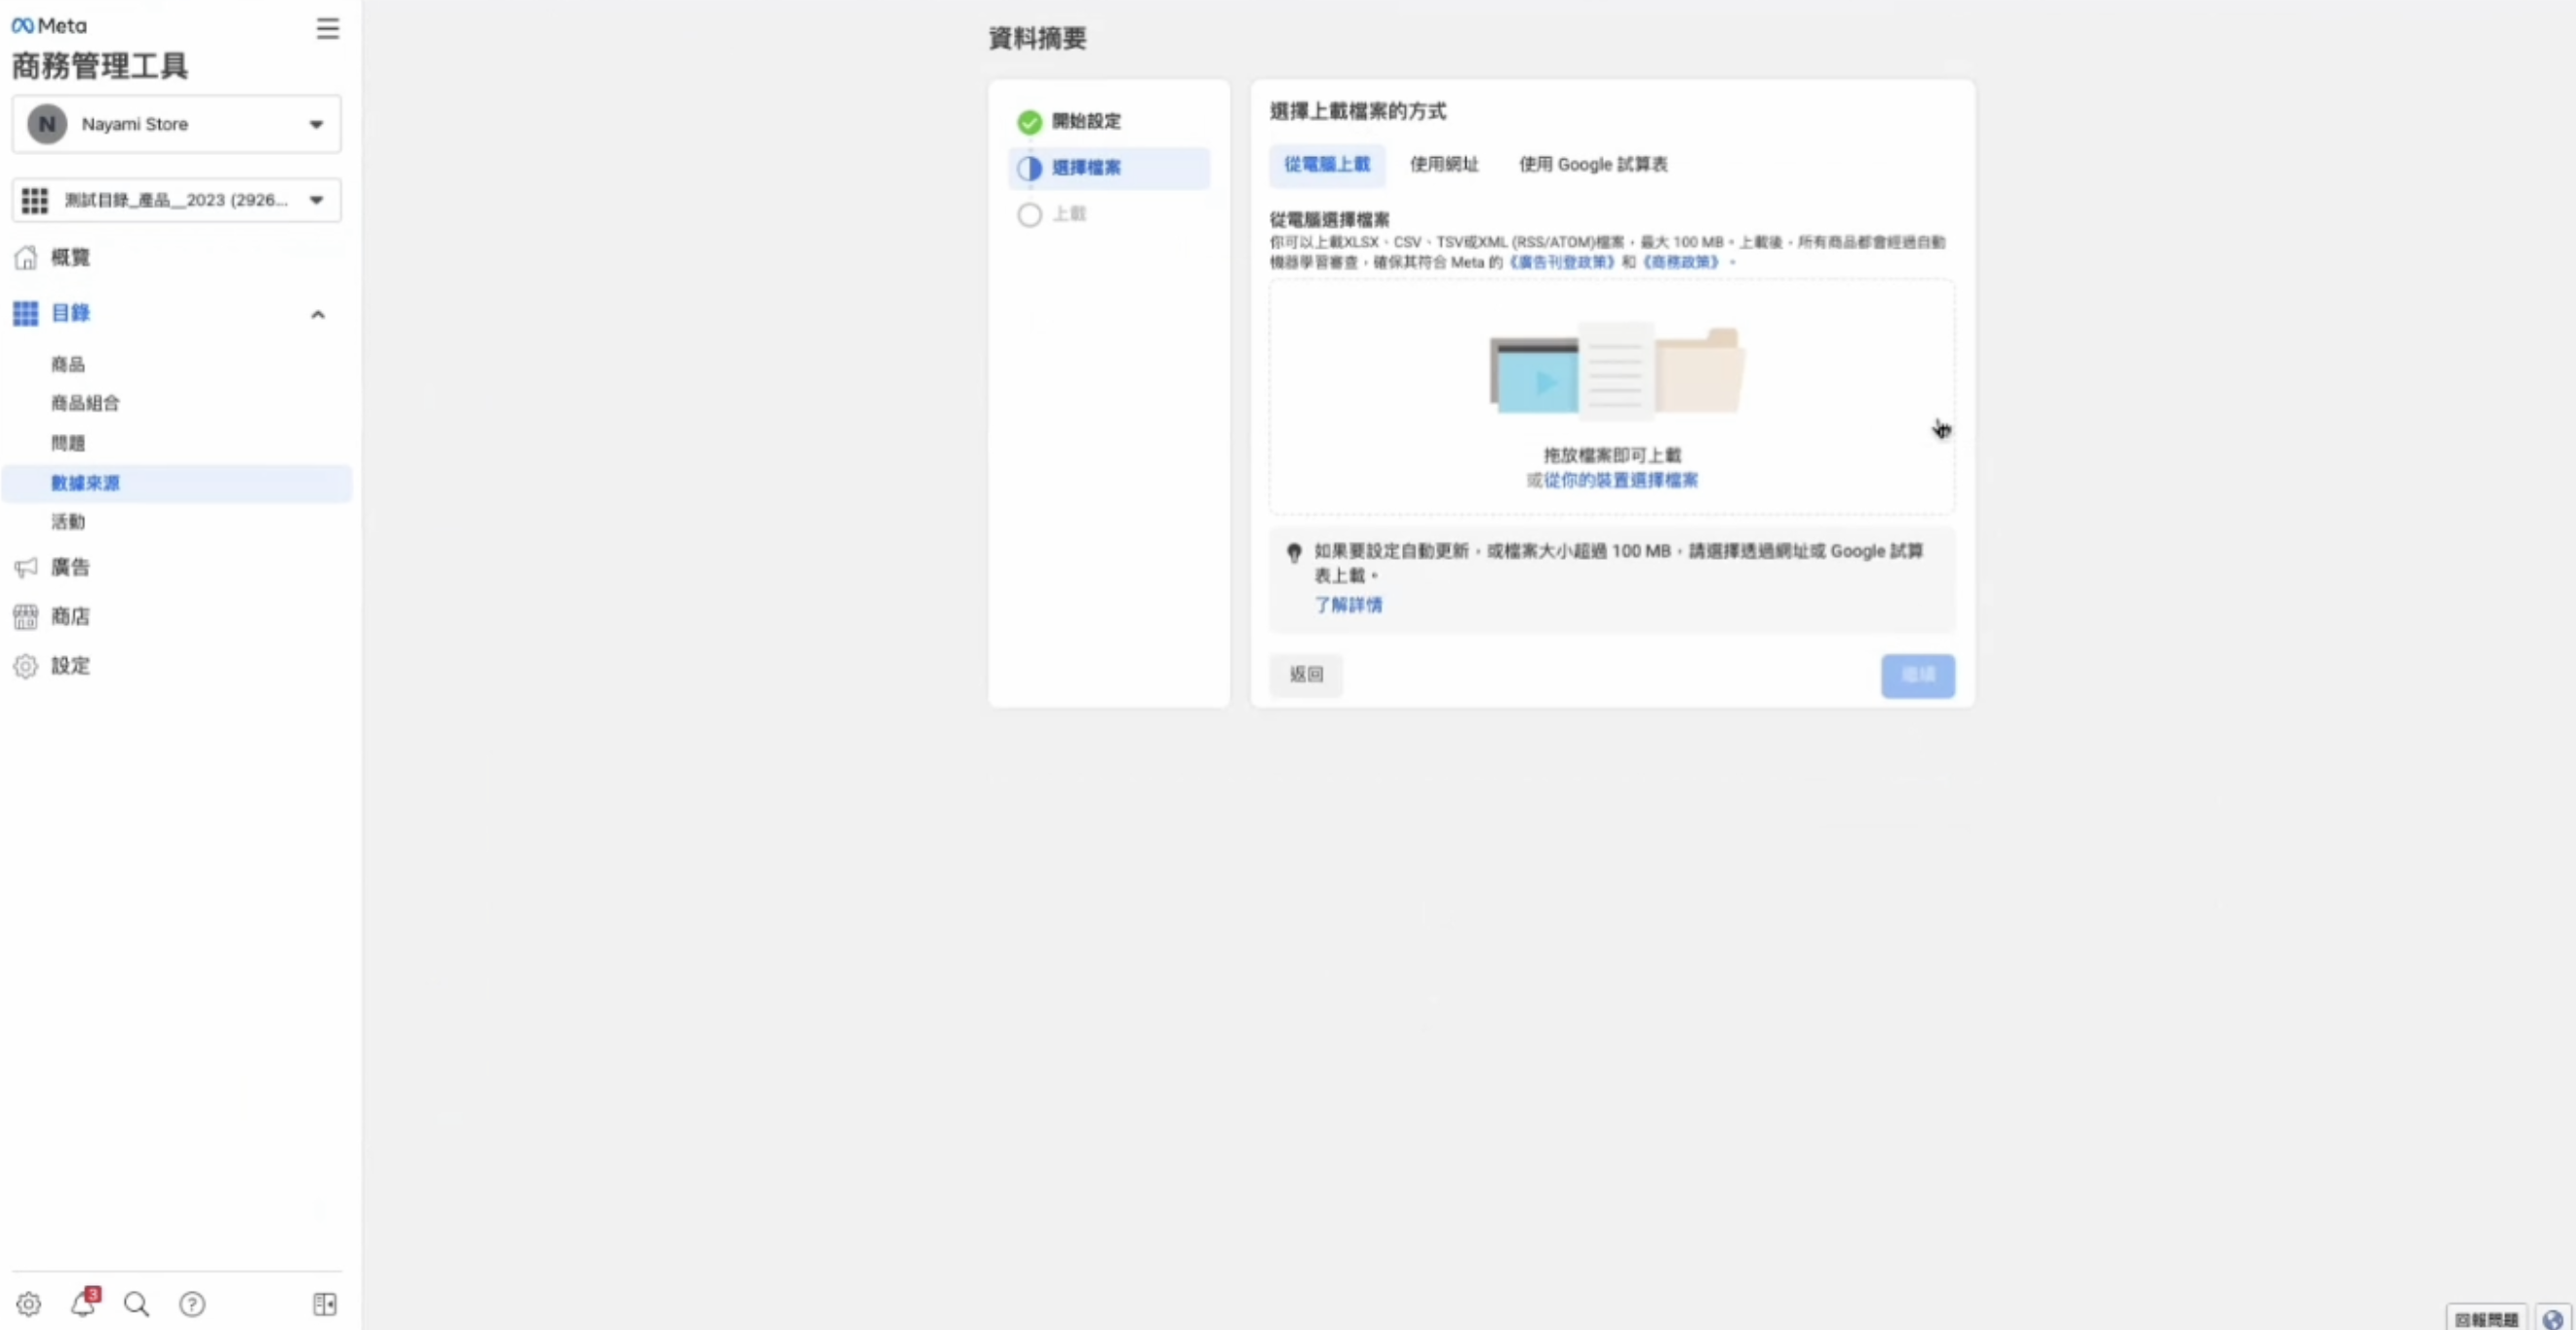 Meta
商務管理工具
N
Nayami Store
測試目錄_產品__2023 (2926...
概覽
目錄
商品
商品組合
問題
數據來源
活動
廣告
商店
設定
3
資料摘要
開始設定
選擇檔案
上載
選擇上載檔案的方式
從電腦上載
使用網址
使用 Google 試算表
從電腦選擇檔案
你可以上載XLSX、CSV、TSV或XML (RSS/ATOM)檔案，最大 100 MB。上載後，所有商品都會經過自動
機器學習審查，確保其符合 Meta 的《廣告刊登政策》和《商務政策》。
拖放檔案即可上載
或從你的裝置選擇檔案
如果要設定自動更新，或檔案大小超過 100 MB，請選擇透過網址或 Google 試算
表上載。
了解詳情
返回
繼續
回報問題